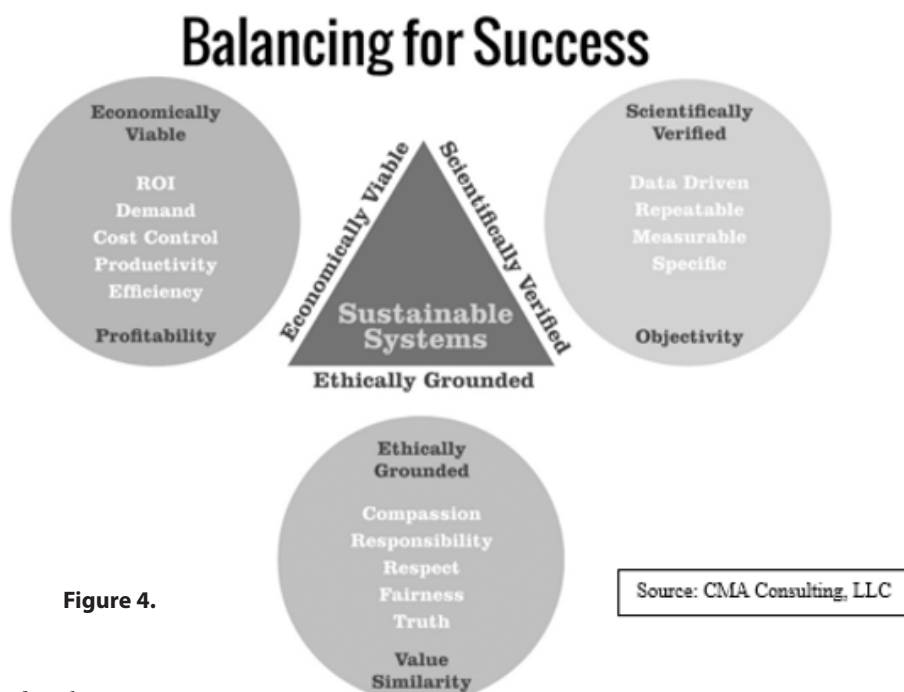 Balancing for Success
Economically
Viable
ROI
Demand
Cost Control
Productivity
Efficiency
Profitability
Economically Viable
Scientifically Verified
Sustainable
Systems
Ethically Grounded
Scientifically
Verified
Data Driven
Repeatable
Measurable
Specific
Objectivity
Ethically
Grounded
Compassion
Responsibility
Respect
Fairness
Truth
Value
Similarity
Figure 4.
Source: CMA Consulting, LLC